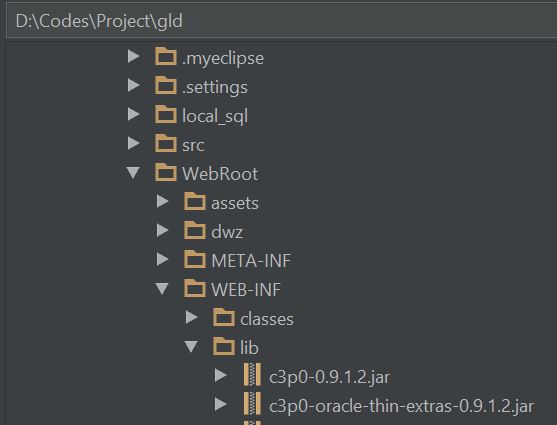 D:\Codes\Project\gld
.myeclipse
.settings
local_sql
src
WebRoot
assets
dwz
META-INF
WEB-INF
classes
lib
c3p0-0.9.1.2.jar
c3p0-oracle-thin-extras-0.9.1.2.jar